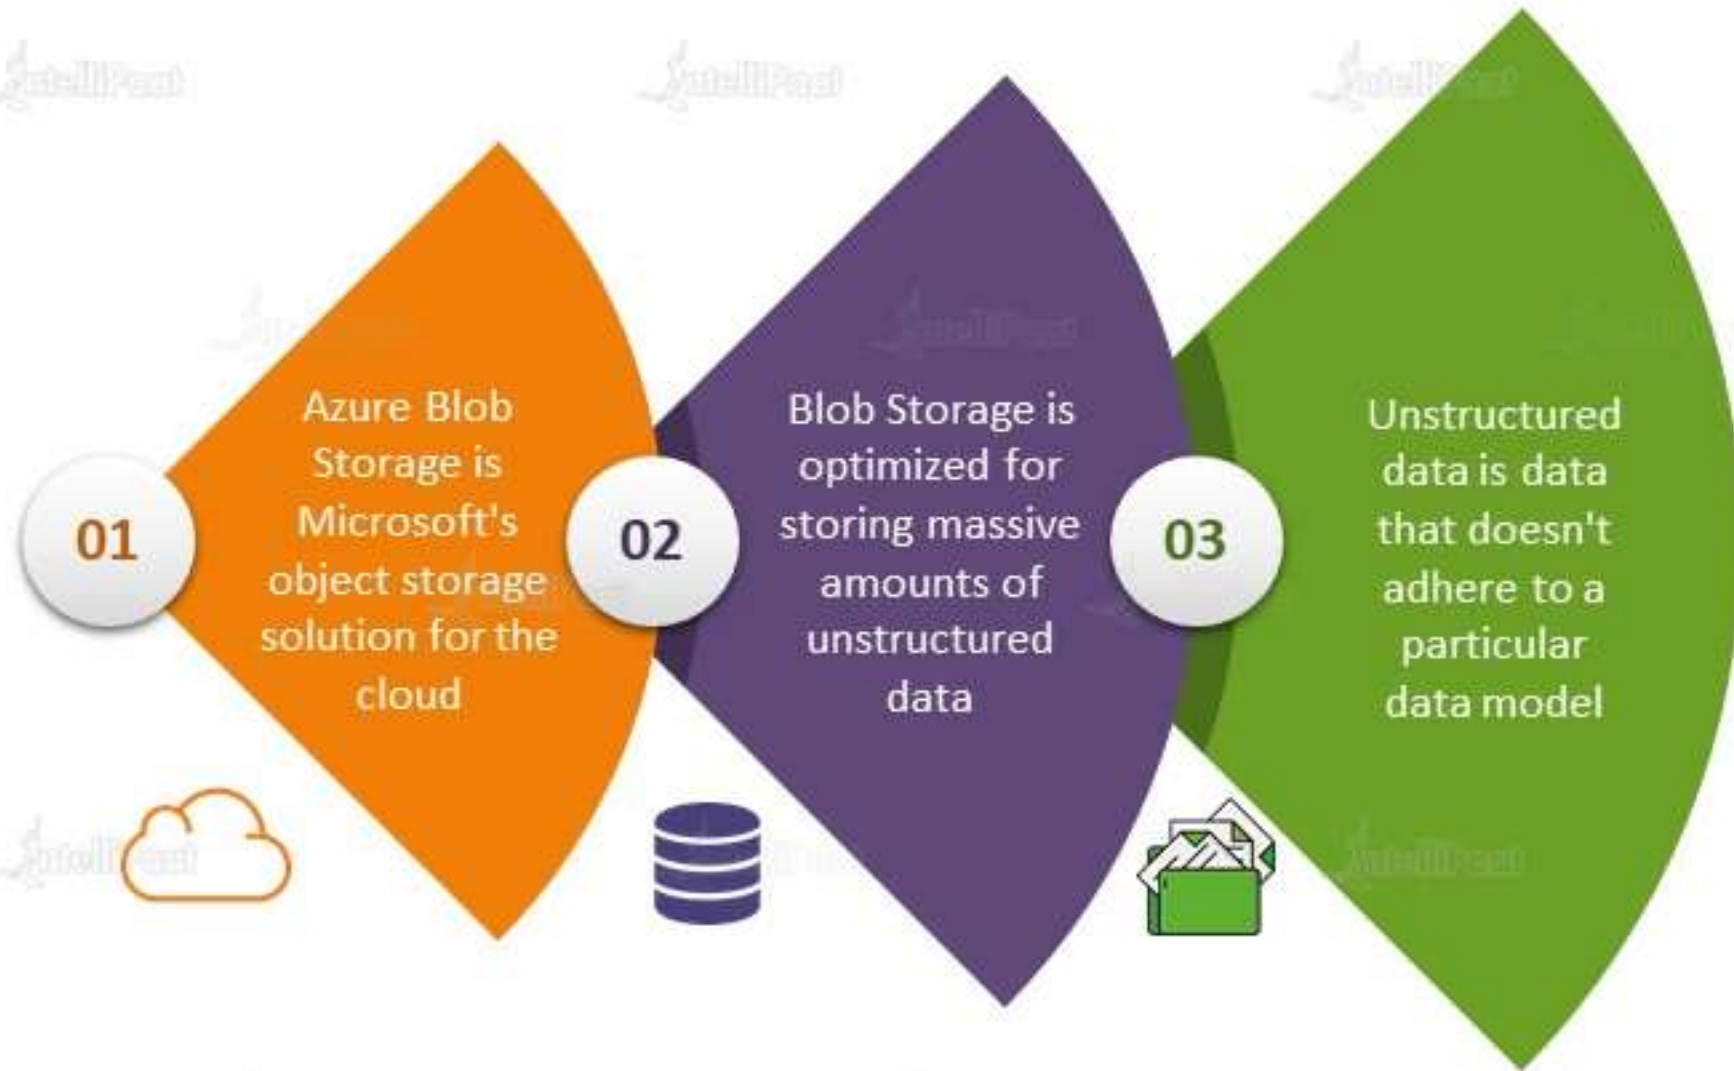 01
Azure Blob
Storage is
Microsoft's
object storage
solution for the
cloud
02
Blob Storage is
optimized for
storing massive
amounts of
unstructured
data
03
Unstructured
data is data
that doesn't
adhere to a
particular
data model